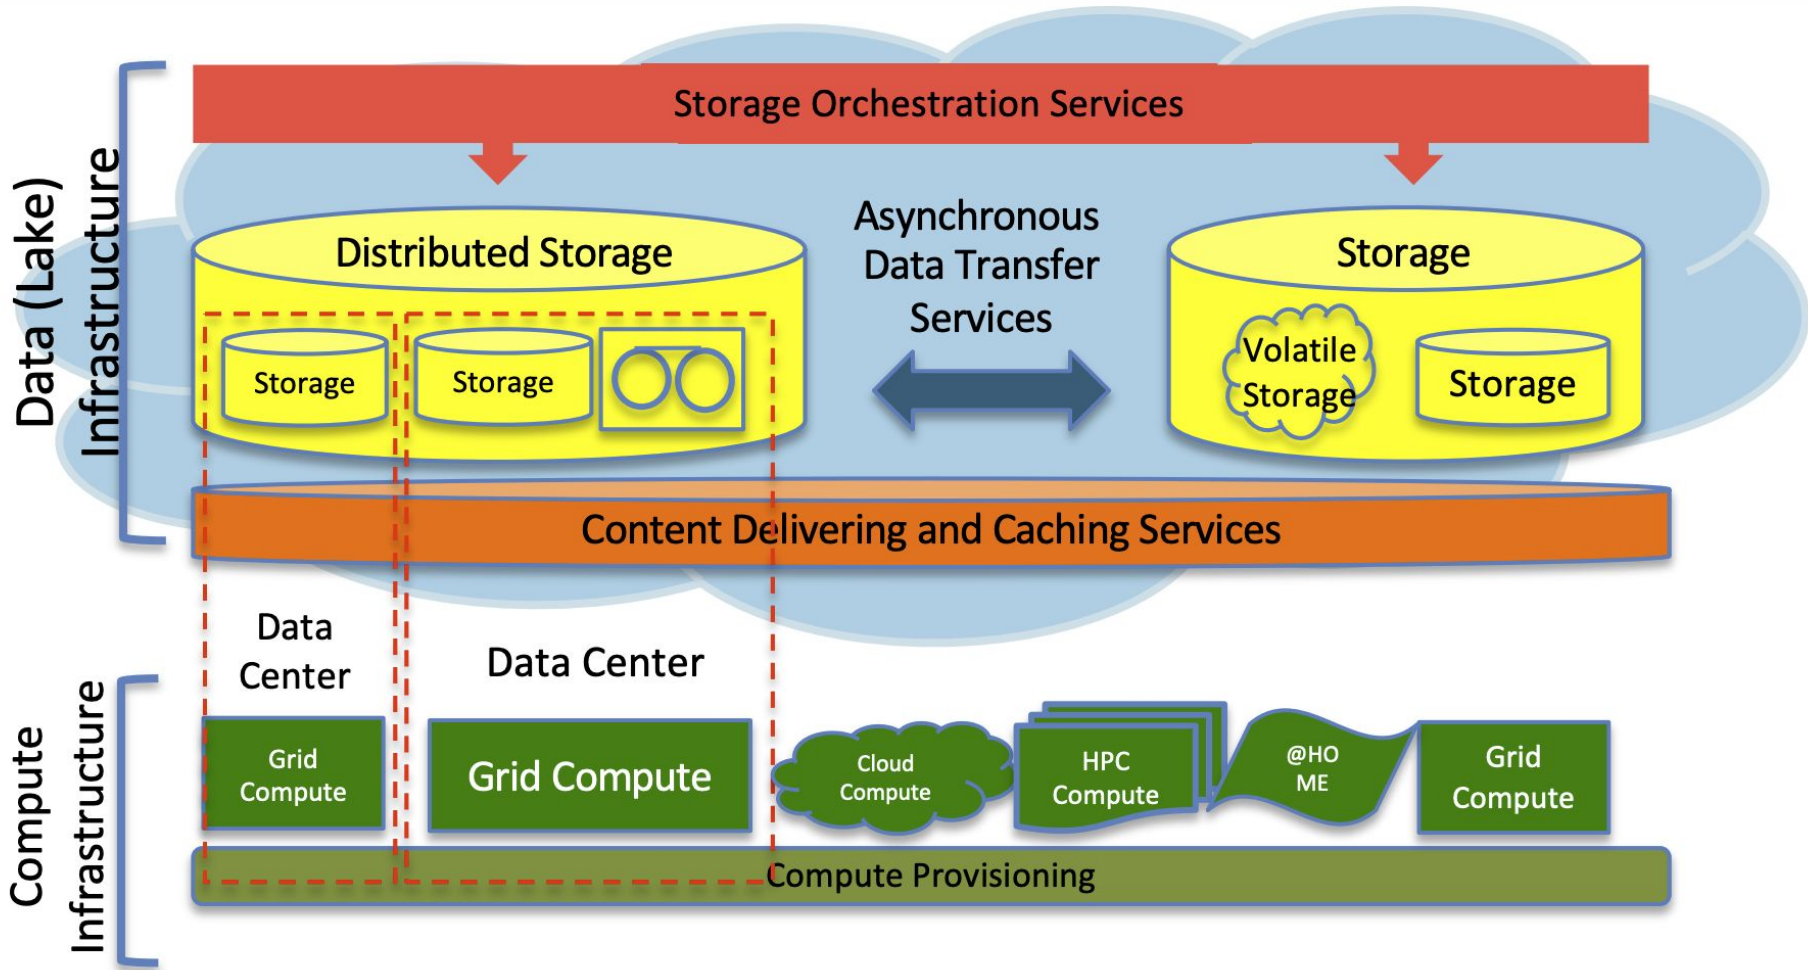 Storage Orchestration Services
Data (Lake)
Infrastructure
Asynchronous
Data Transfer
Services
Distributed Storage
Storage
Storage
Storage
Volatile
Storage
Storage
Content Delivering and Caching Services
Data
Center
Data Center
Compute
Infrastructure
Grid
Compute
Grid Compute
Cloud
Compute
HPC
Compute
@HO
ME
Grid
Compute
Compute Provisioning